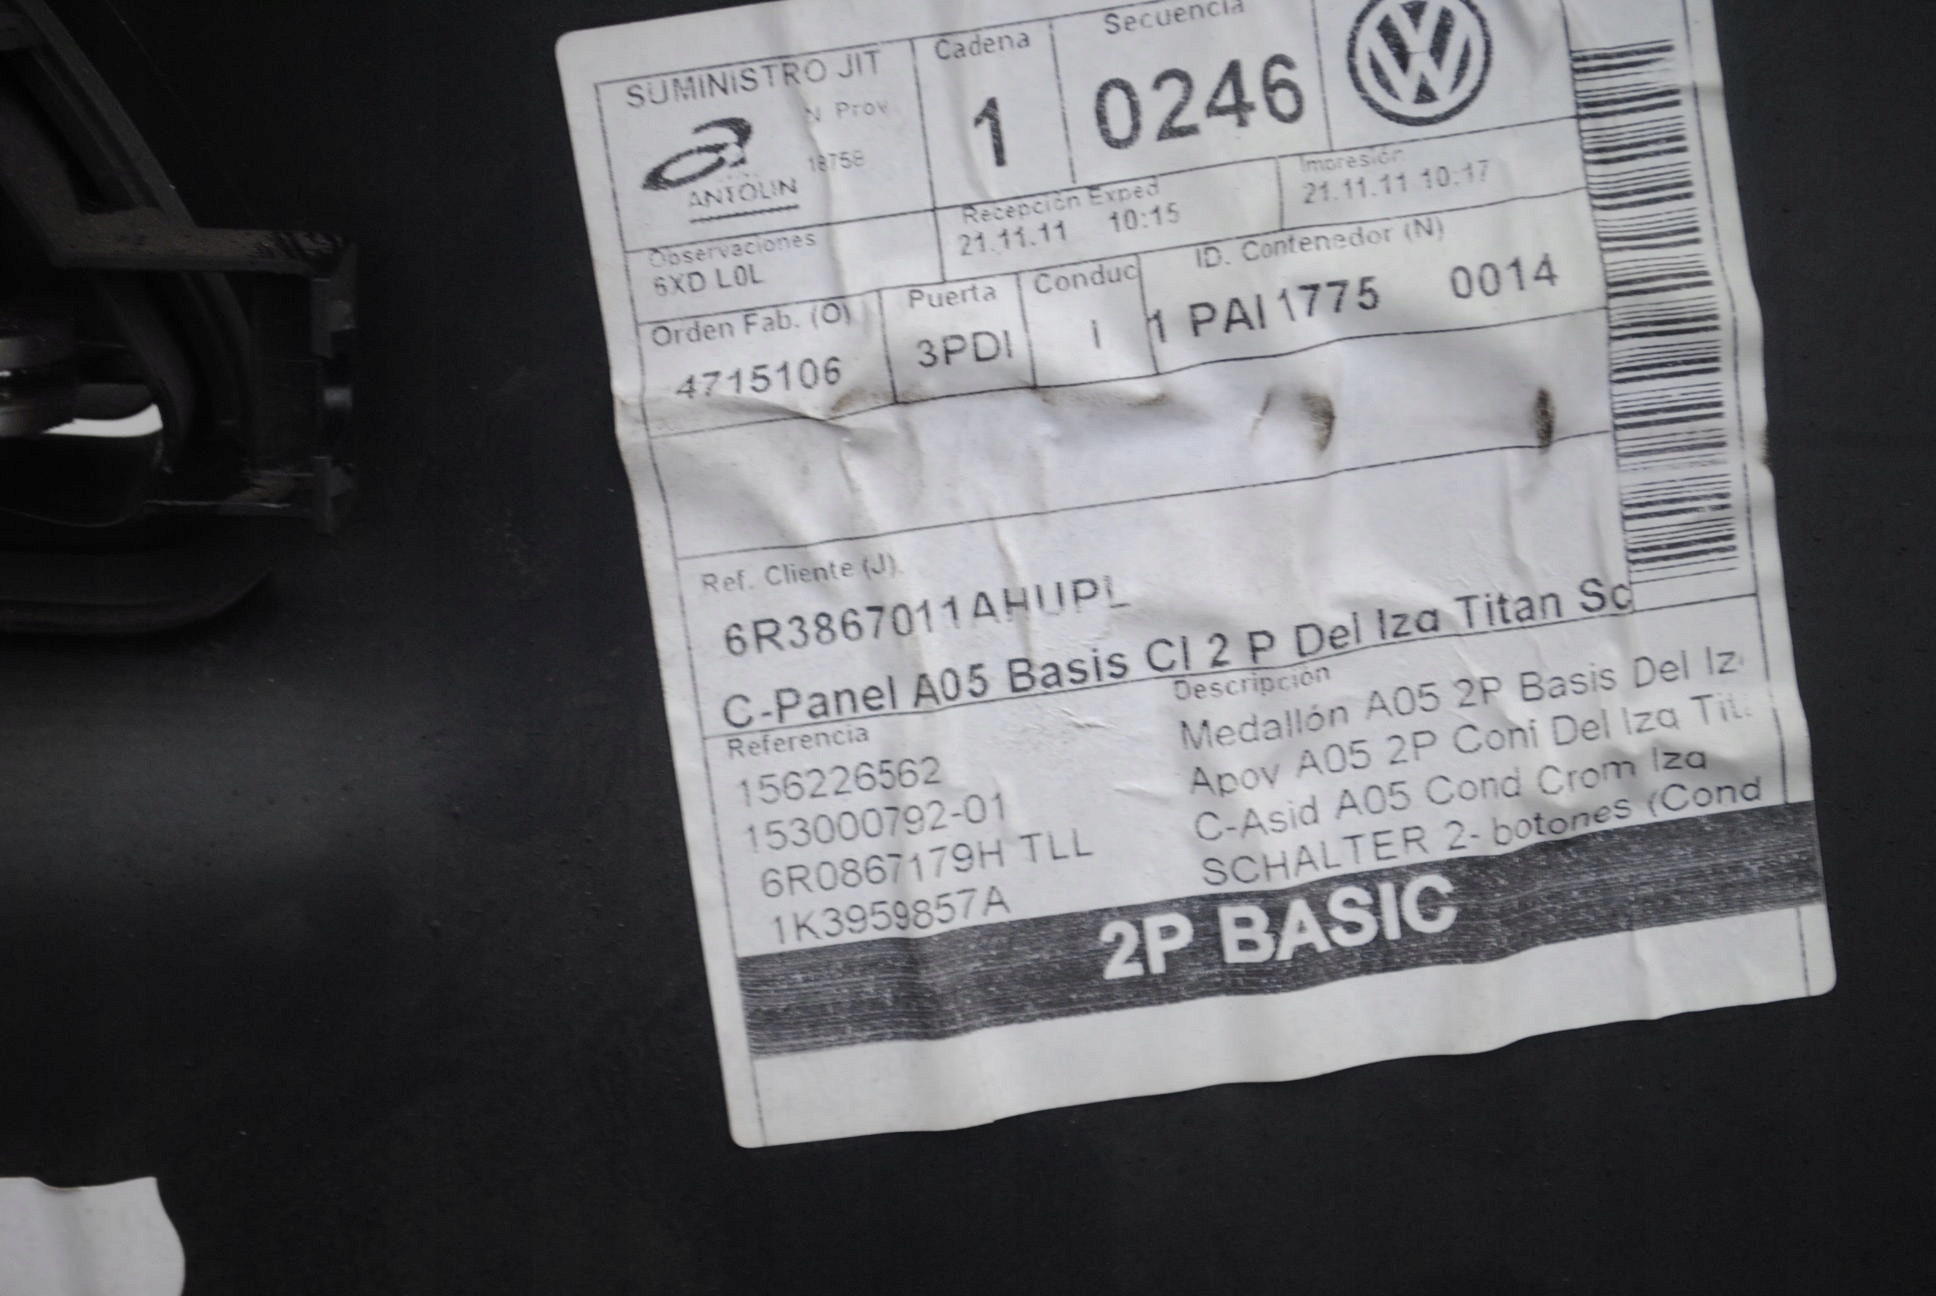 SUMINISTRO JIT
Cadena
Secuencia
N Prov
18758
ANTOLIN
1
0246
Observaciones
6XD L0L
Recepción Exped
21.11.11 10:15
Impresión
21.11.11 10:17
Orden Fab. (O)
4715106
Puerta
3PDI
Conduc
I
ID. Contenedor (N)
1 PAI 1775 0014
Ref. Cliente (J).
6R3867011AHUPL
C-Panel A05 Basis Cl 2 P Del Iza Titan Sc
Referencia Descripción
156226562 Medallón A05 2P Basis Del Iz
153000792-01 Apov A05 2P Coni Del Iza
6R0867179H TLL C-Asid A05 Cond Crom Iza
1K3959857A SCHALTER 2- botones (Cond
2P BASIC